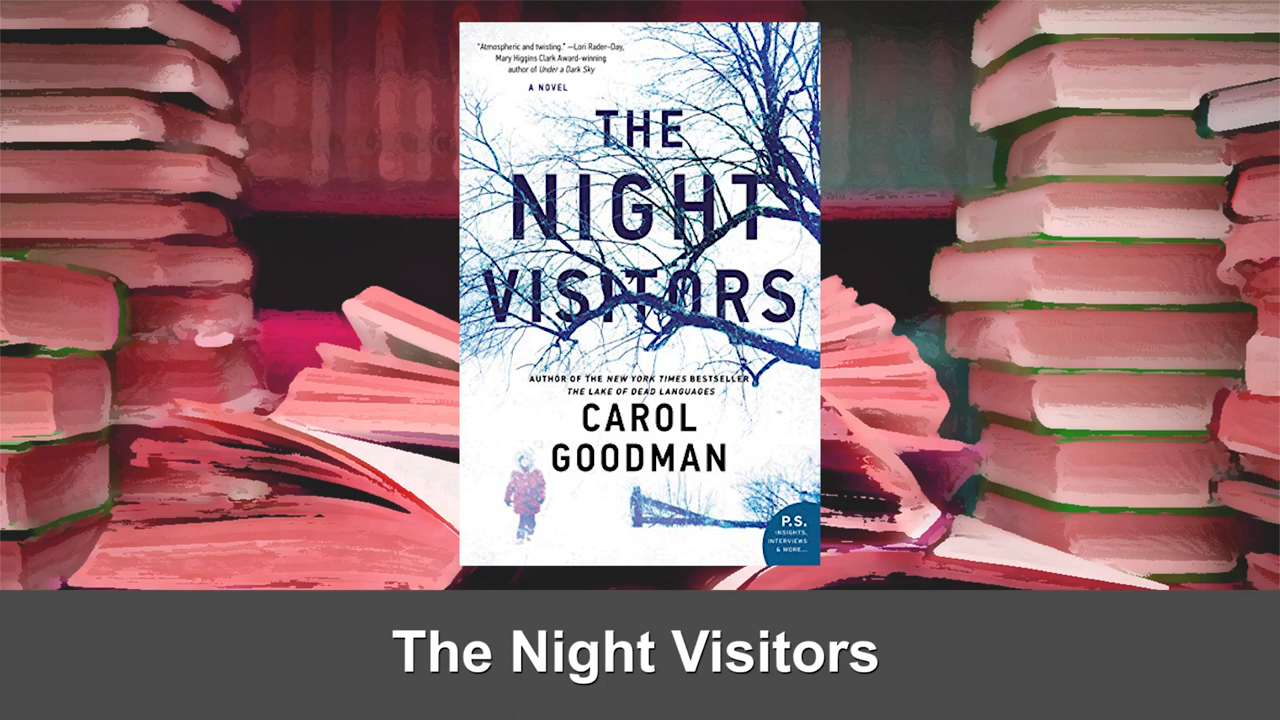 "Atmospheric and twisting." —Lori Rader-Day,
Mary Higgins Clark Award-winning
author of Under a Dark Sky
A NOVEL
THE
NIGHT
VISITORS
AUTHOR OF THE NEW YORK TIMES BESTSELLER
THE LAKE OF DEAD LANGUAGES
CAROL
GOODMAN
P.S.
INSIGHTS,
INTERVIEWS
& MORE...
The Night Visitors